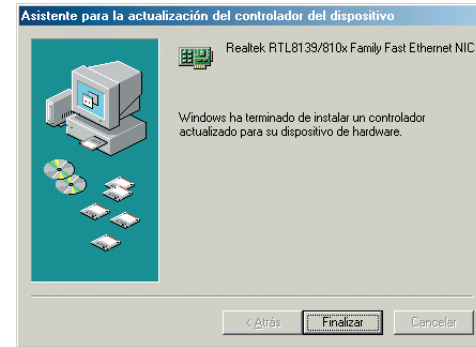 Asistente para la actualización del controlador del dispositivo
Realtek RTL8139/810x Family Fast Ethernet NIC
Windows ha terminado de instalar un controlador
actualizado para su dispositivo de hardware.
< Atrás
Finalizar
Cancelar